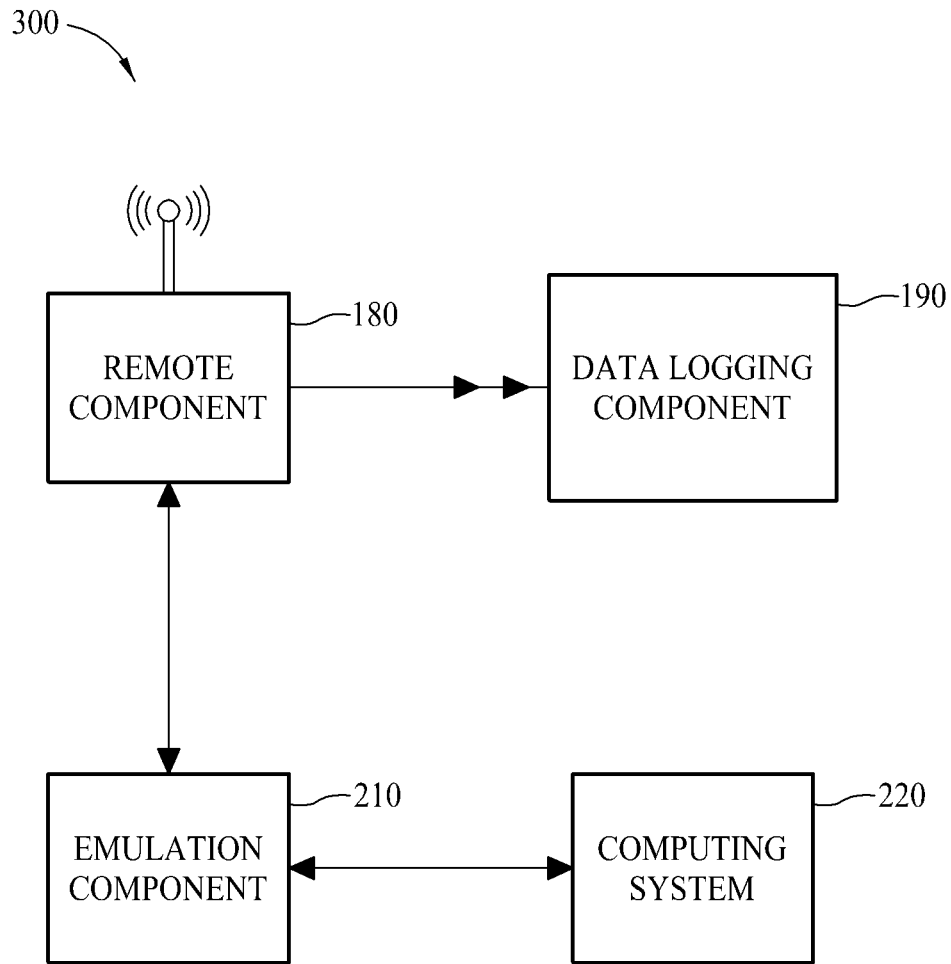 300
180
190
REMOTE
COMPONENT
DATA LOGGING
COMPONENT
210
220
EMULATION
COMPONENT
COMPUTING
SYSTEM